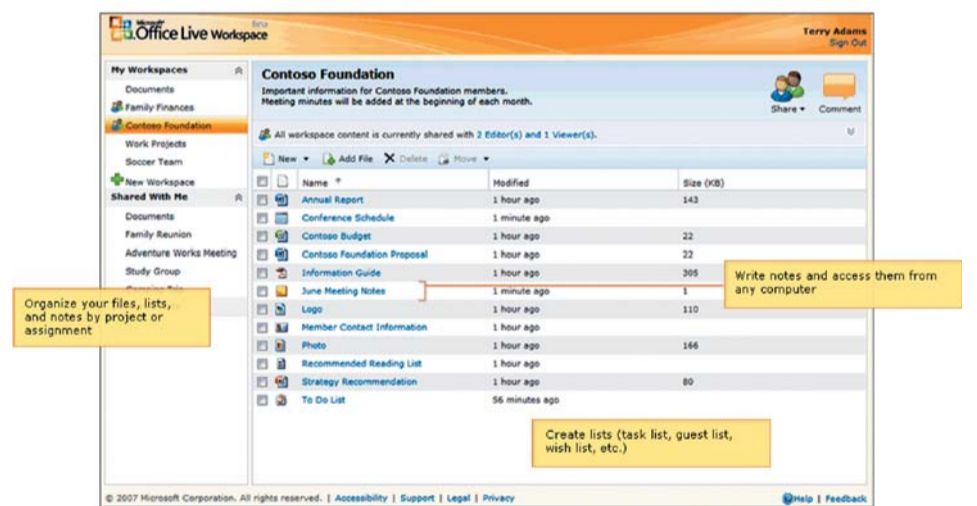 Microsoft
Office Live Workspace Beta
Terry Adams
Sign Out
My Workspaces
Documents
Family Finances
Contoso Foundation
Work Projects
Soccer Team
New Workspace
Shared With Me
Documents
Family Reunion
Adventure Works Meeting
Study Group
Organize your files, lists,
and notes by project or
assignment
Contoso Foundation
Important information for Contoso Foundation members.
Meeting minutes will be added at the beginning of each month.
Share Comment
All workspace content is currently shared with 2 Editor(s) and 1 Viewer(s).
New Add File Delete Move
Name Modified Size (KB)
Annual Report 1 hour ago 143
Conference Schedule 1 minute ago
Contoso Budget 1 hour ago 22
Contoso Foundation Proposal 1 hour ago 22
Information Guide 1 hour ago 305
June Meeting Notes 1 minute ago 1
Logo 1 hour ago 110
Member Contact Information 1 hour ago
Photo 1 hour ago 166
Recommended Reading List 1 hour ago
Strategy Recommendation 1 hour ago 80
To Do List 56 minutes ago
Write notes and access them from
any computer
Create lists (task list, guest list,
wish list, etc.)
© 2007 Microsoft Corporation. All rights reserved. | Accessibility | Support | Legal | Privacy
Help | Feedback